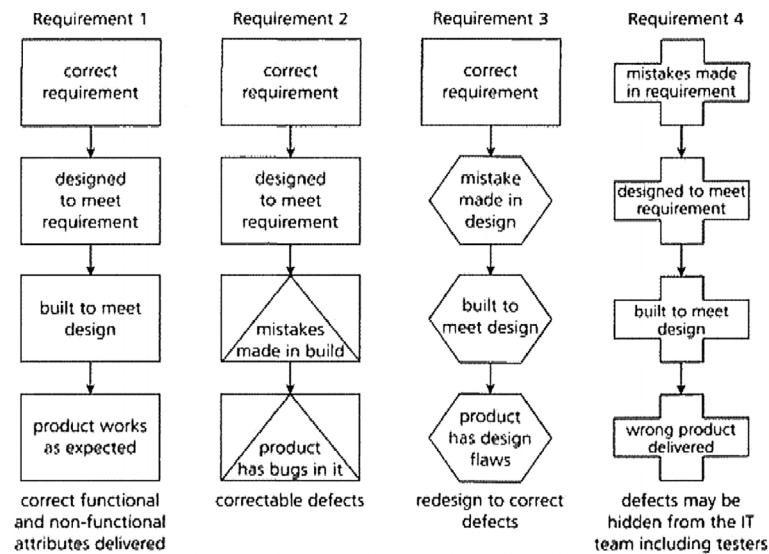 Requirement 1
Requirement 2
Requirement 3
Requirement 4
correct
requirement
correct
requirement
correct
requirement
mistakes made
in requirement
designed
to meet
requirement
designed
to meet
requirement
mistake
made in
design
designed to meet
requirement
built to meet
design
mistakes
made in build
built to
meet design
built to meet
design
product works
as expected
product
has bugs in it
product
has design
flaws
wrong product
delivered
correct functional
and non-functional
attributes delivered
correctable defects
redesign to correct
defects
defects may be
hidden from the IT
team including testers